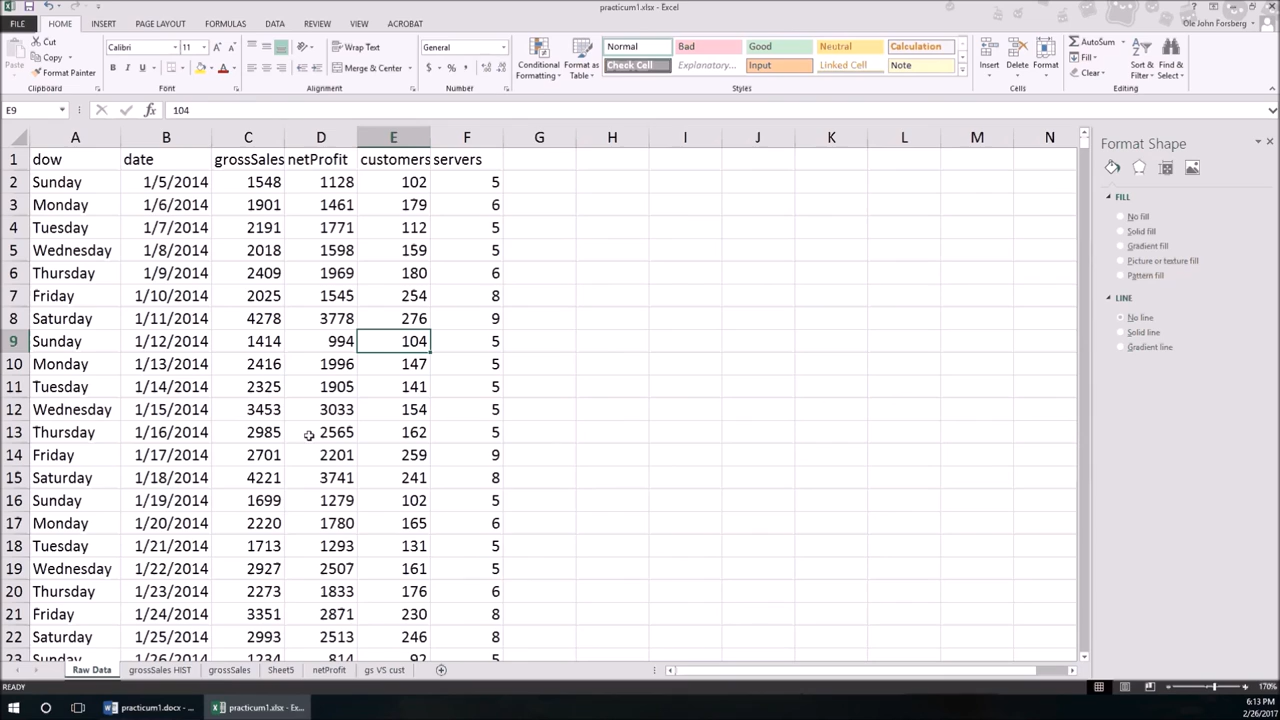 practicum1.xlsx - Excel
FILE HOME INSERT PAGE LAYOUT FORMULAS DATA REVIEW VIEW ACROBAT Ole John Forsberg
Cut Calibri 11 Wrap Text General Normal Bad Good Neutral Calculation AutoSum
Copy Paste Format Painter Merge & Center Conditional Formatting Format as Table Check Cell Explanatory... Input Linked Cell Note Insert Delete Format Fill Clear Sort & Filter Find & Select
Clipboard Font Alignment Number Styles Cells Editing
E9 104
A B C D E F G H I J K L M N
1 dow date grossSales netProfit customers servers
2 Sunday 1/5/2014 1548 1128 102 5
3 Monday 1/6/2014 1901 1461 179 6
4 Tuesday 1/7/2014 2191 1771 112 5
5 Wednesday 1/8/2014 2018 1598 159 5
6 Thursday 1/9/2014 2409 1969 180 6
7 Friday 1/10/2014 2025 1545 254 8
8 Saturday 1/11/2014 4278 3778 276 9
9 Sunday 1/12/2014 1414 994 104 5
10 Monday 1/13/2014 2416 1996 147 5
11 Tuesday 1/14/2014 2325 1905 141 5
12 Wednesday 1/15/2014 3453 3033 154 5
13 Thursday 1/16/2014 2985 2565 162 5
14 Friday 1/17/2014 2701 2201 259 9
15 Saturday 1/18/2014 4221 3741 241 8
16 Sunday 1/19/2014 1699 1279 102 5
17 Monday 1/20/2014 2220 1780 165 6
18 Tuesday 1/21/2014 1713 1293 131 5
19 Wednesday 1/22/2014 2927 2507 161 5
20 Thursday 1/23/2014 2273 1833 176 6
21 Friday 1/24/2014 3351 2871 230 8
22 Saturday 1/25/2014 2993 2513 246 8
23 Sunday 1/26/2014 1234 814 92 5
Format Shape
FILL
No fill
Solid fill
Gradient fill
Picture or texture fill
Pattern fill
LINE
No line
Solid line
Gradient line
Raw Data grossSales HIST grossSales Sheet5 netProfit gs VS cust
READY 170%
practicum1.docx - ... practicum1.xlsx - Ex... 6:13 PM
2/26/2017